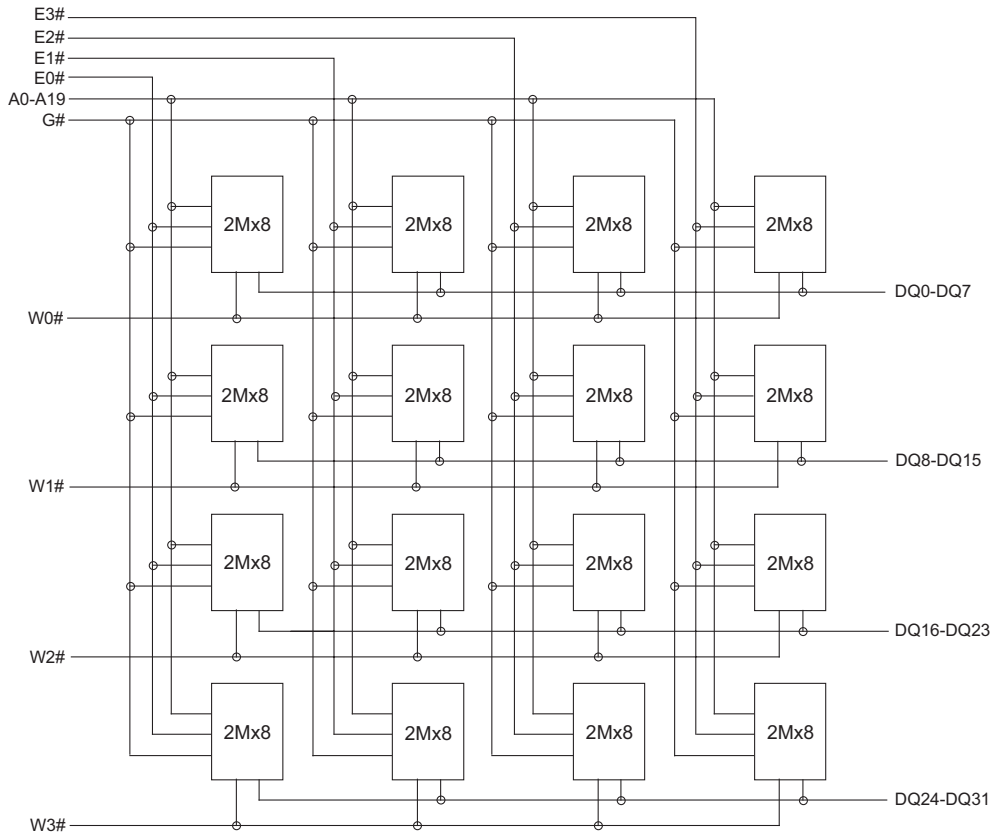 E3#
E2#
E1#
E0#
A0-A19
G#
2Mx8 2Mx8 2Mx8 2Mx8
DQ0-DQ7
W0#
2Mx8 2Mx8 2Mx8 2Mx8
DQ8-DQ15
W1#
2Mx8 2Mx8 2Mx8 2Mx8
DQ16-DQ23
W2#
2Mx8 2Mx8 2Mx8 2Mx8
DQ24-DQ31
W3#